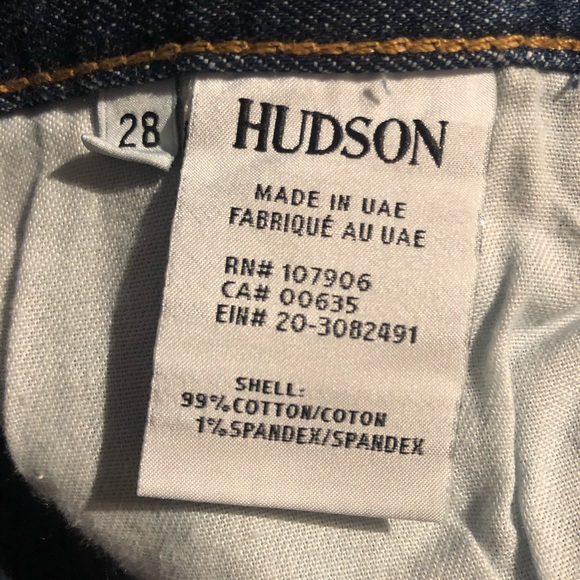 28
HUDSON
MADE IN UAE
FABRIQUÉ AU UAE
RN# 107906
CA# 00635
EIN# 20-3082491
SHELL:
99%COTTON/COTON
1%SPANDEX/SPANDEX